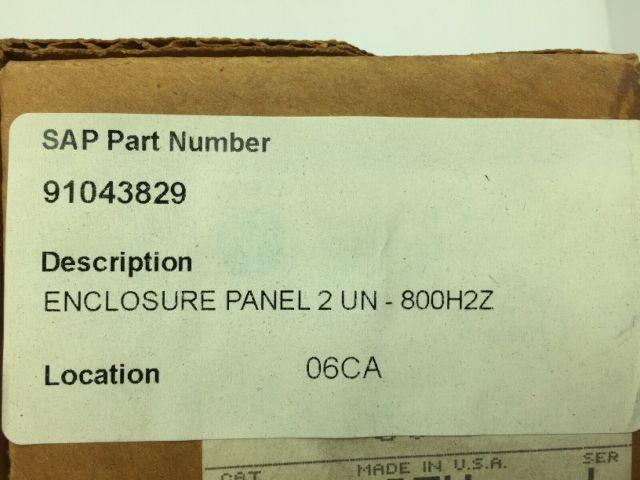 SAP Part Number
91043829
Description
ENCLOSURE PANEL 2 UN - 800H2Z
Location 06CA
MADE IN U.S.A. SER
CAT